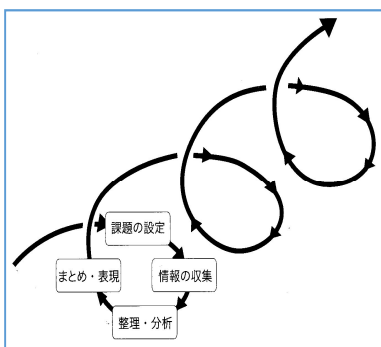 課題の設定
まとめ・表現
情報の収集
整理・分析